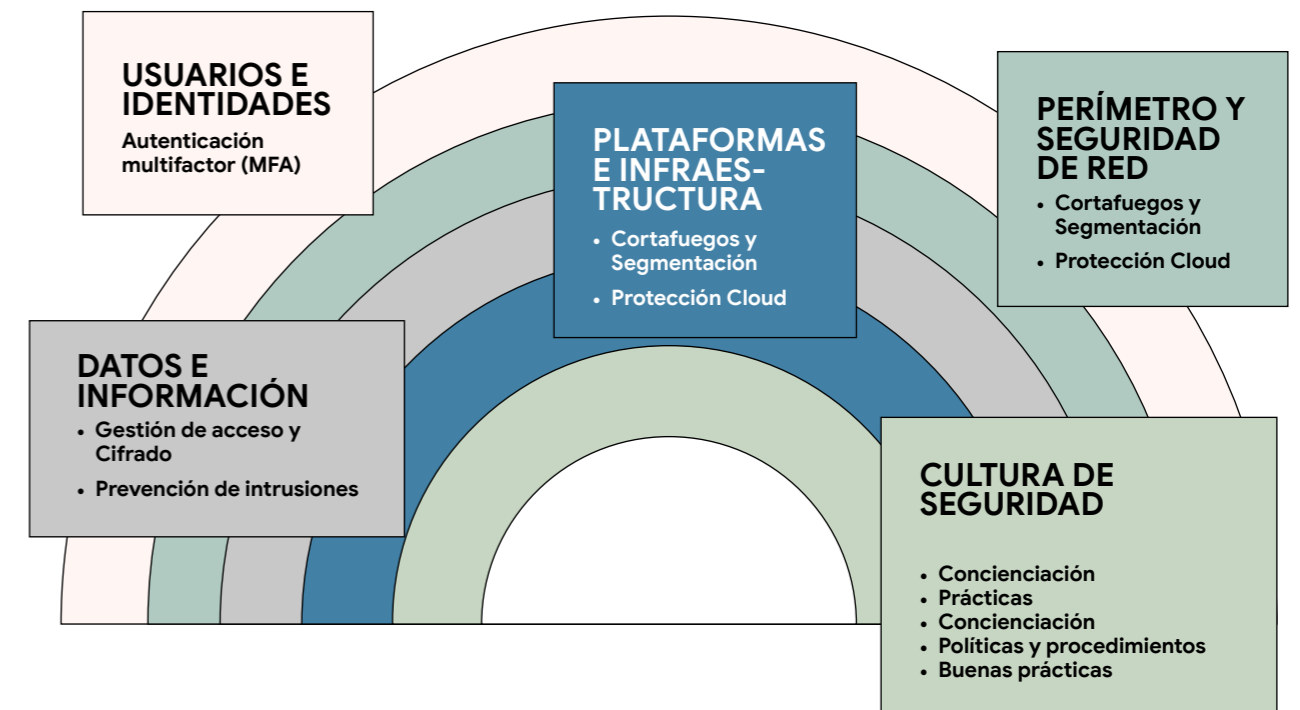 USUARIOS E
IDENTIDADES
Autenticación
multifactor (MFA)
PLATAFORMAS
E INFRAES-
TRUCTURA
• Cortafuegos y
Segmentación
• Protección Cloud
PERÍMETRO Y
SEGURIDAD
DE RED
• Cortafuegos y
Segmentación
• Protección Cloud
DATOS E
INFORMACIÓN
• Gestión de acceso y
Cifrado
• Prevención de intrusiones
CULTURA DE
SEGURIDAD
• Concienciación
• Prácticas
• Concienciación
• Políticas y procedimientos
• Buenas prácticas